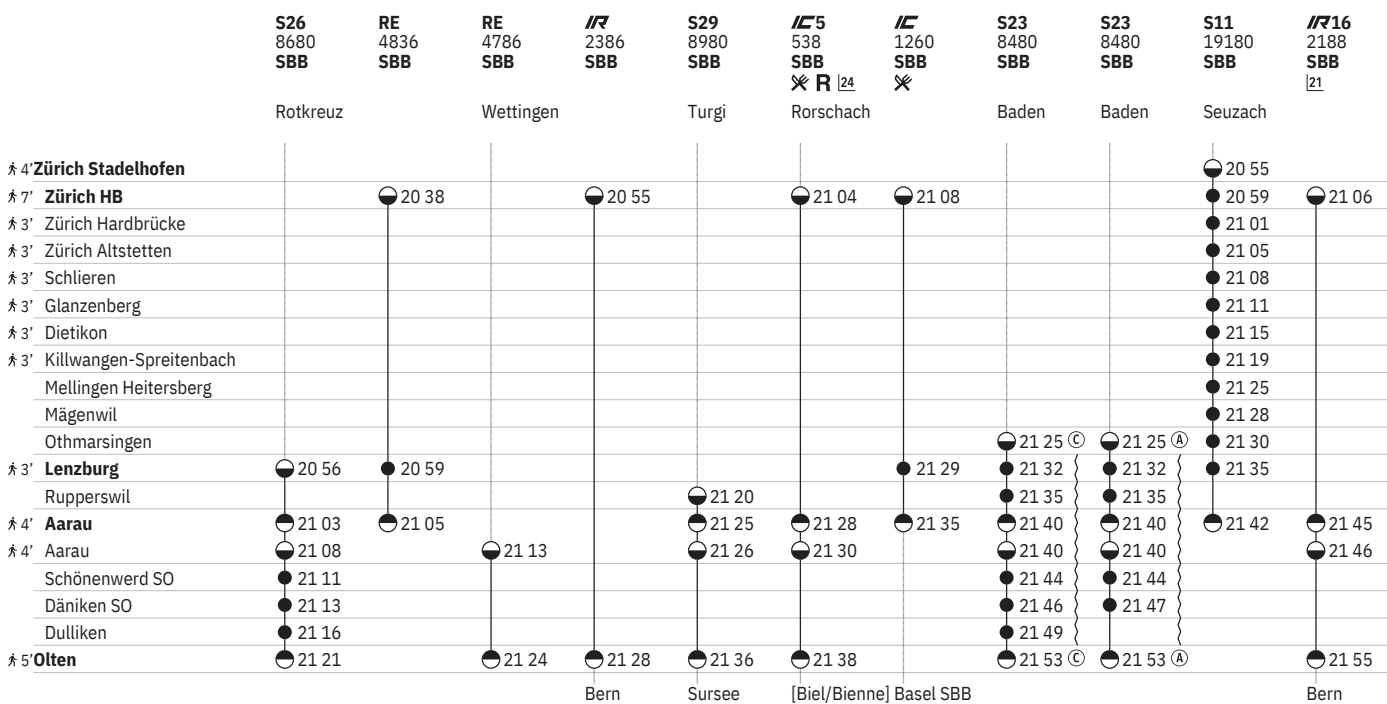 S26 RE RE IR S29 IC5 IC S23 S23 S11 IR16
8680 4836 4786 2386 8980 538 1260 8480 8480 19180 2188
SBB SBB SBB SBB SBB SBB SBB SBB SBB SBB SBB
R 24 21
Rotkreuz Wettingen Turgi Rorschach Baden Baden Seuzach
4' Zürich Stadelhofen 20 55
7' Zürich HB 20 38 20 55 21 04 21 08 20 59 21 06
3' Zürich Hardbrücke 21 01
3' Zürich Altstetten 21 05
3' Schlieren 21 08
3' Glanzenberg 21 11
3' Dietikon 21 15
3' Killwangen-Spreitenbach 21 19
Mellingen Heitersberg 21 25
Mägenwil 21 28
Othmarsingen 21 25 C 21 25 A 21 30
3' Lenzburg 20 56 20 59 21 29 21 32 21 32 21 35
Rupperswil 21 20 21 35 21 35
4' Aarau 21 03 21 05 21 25 21 28 21 35 21 40 21 40 21 42 21 45
4' Aarau 21 08 21 13 21 26 21 30 21 40 21 40 21 46
Schönenwerd SO 21 11 21 44 21 44
Däniken SO 21 13 21 46 21 47
Dulliken 21 16 21 49
5' Olten 21 21 21 24 21 28 21 36 21 38 21 53 C 21 53 A 21 55
Bern Sursee [Biel/Bienne] Basel SBB Bern